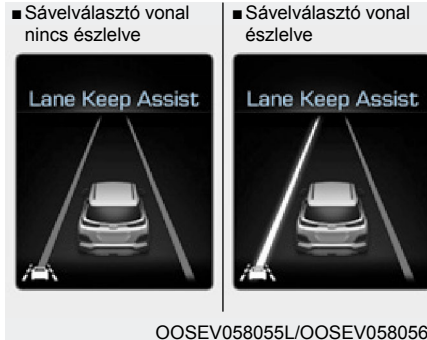 ■ Sávelválasztó vonal
nincs észlelve
Lane Keep Assist
■ Sávelválasztó vonal
észlelve
Lane Keep Assist
OOSEV058055L/OOSEV058056